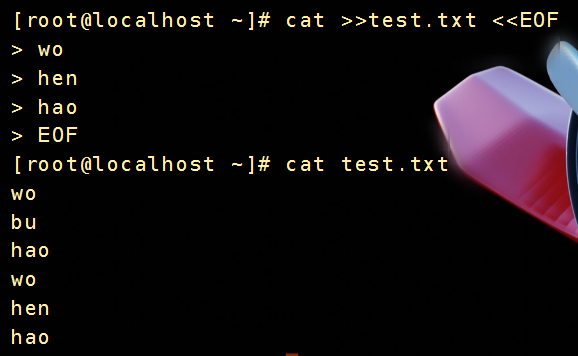 [root@localhost ~]# cat >>test.txt <<EOF
> wo
> hen
> hao
> EOF
[root@localhost ~]# cat test.txt
wo
bu
hao
wo
hen
hao